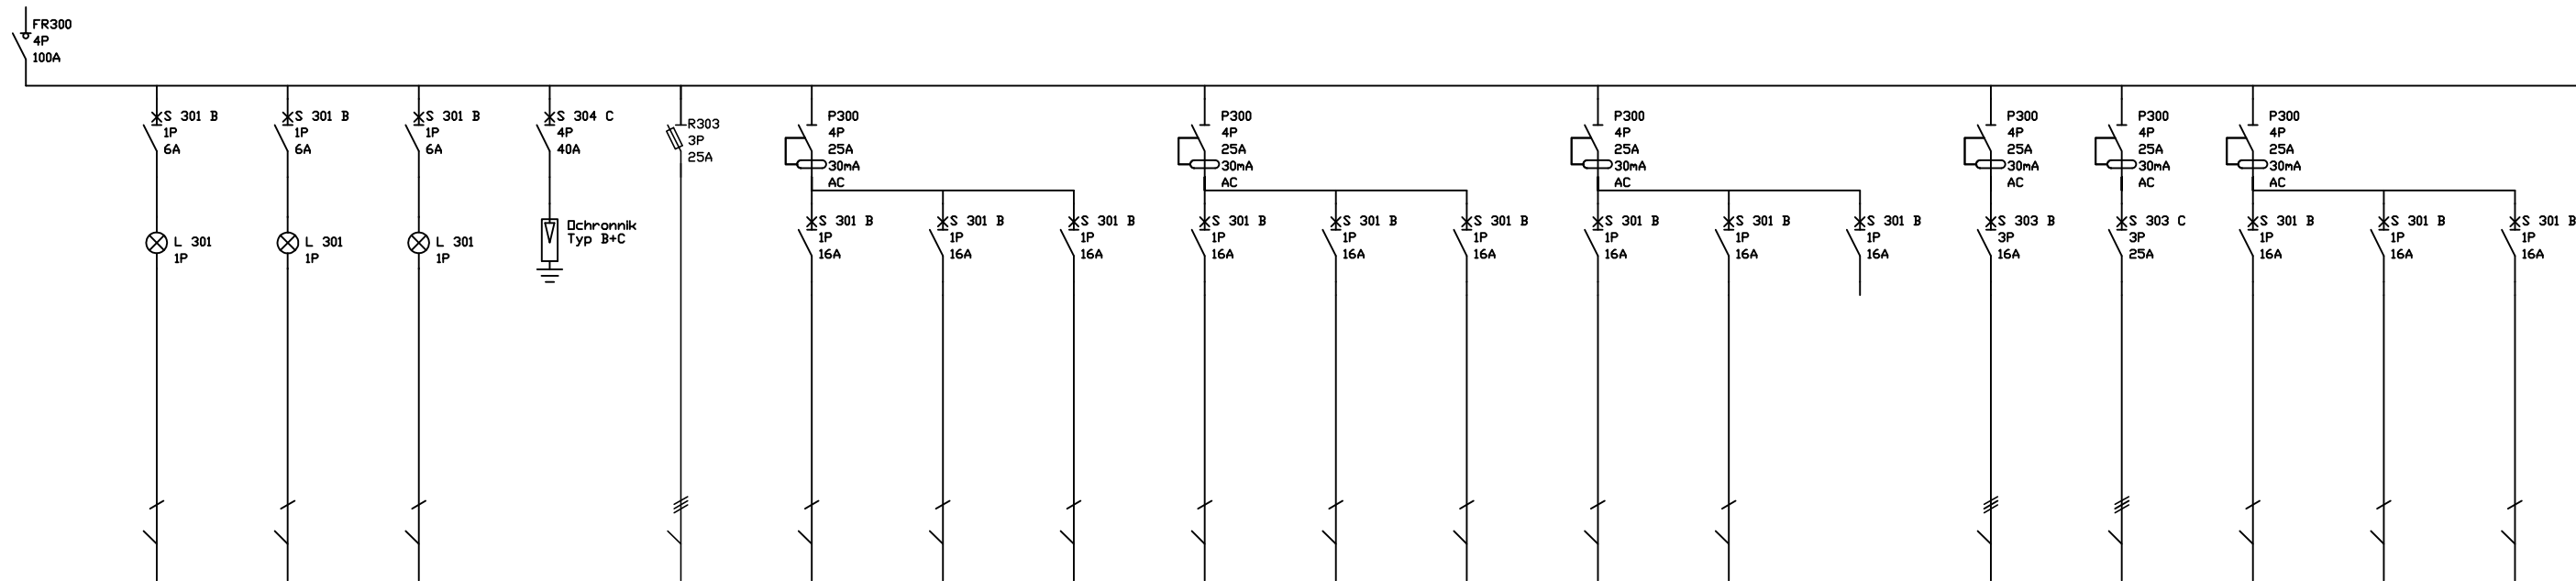 FR300
4P
100A
S 301 B
1P
6A
L 301
1P
S 301 B
1P
6A
L 301
1P
S 301 B
1P
6A
L 301
1P
S 304 C
4P
40A
Ochronnik
Typ B+C
R303
3P
25A
P300
4P
25A
30mA
AC
S 301 B
1P
16A
S 301 B
1P
16A
S 301 B
1P
16A
P300
4P
25A
30mA
AC
S 301 B
1P
16A
S 301 B
1P
16A
S 301 B
1P
16A
P300
4P
25A
30mA
AC
S 301 B
1P
16A
S 301 B
1P
16A
S 301 B
1P
16A
P300
4P
25A
30mA
AC
S 303 B
3P
16A
P300
4P
25A
30mA
AC
S 303 C
3P
25A
P300
4P
25A
30mA
AC
S 301 B
1P
16A
S 301 B
1P
16A
S 301 B
1P
16A